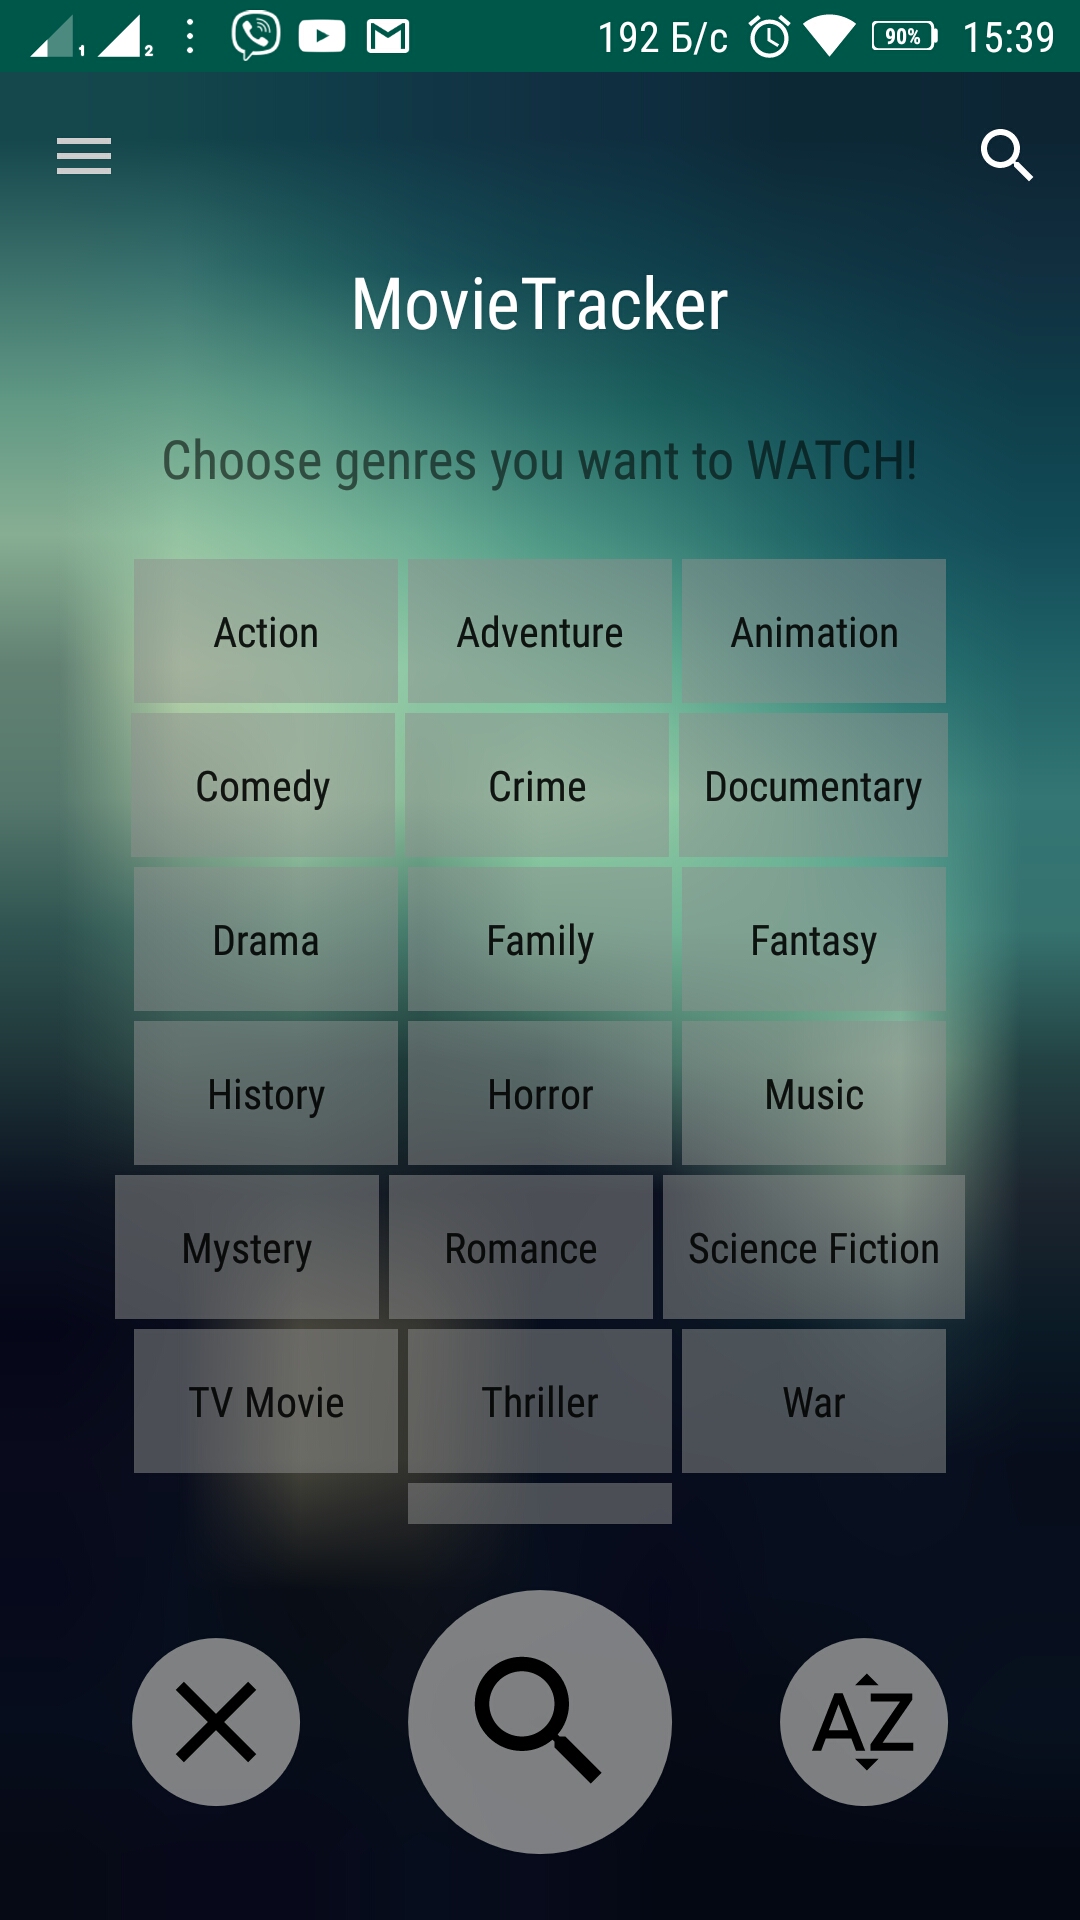 1 2 192 Б/с 90% 15:39
MovieTracker
Choose genres you want to WATCH!
Action Adventure Animation
Comedy Crime Documentary
Drama Family Fantasy
History Horror Music
Mystery Romance Science Fiction
TV Movie Thriller War
AZ